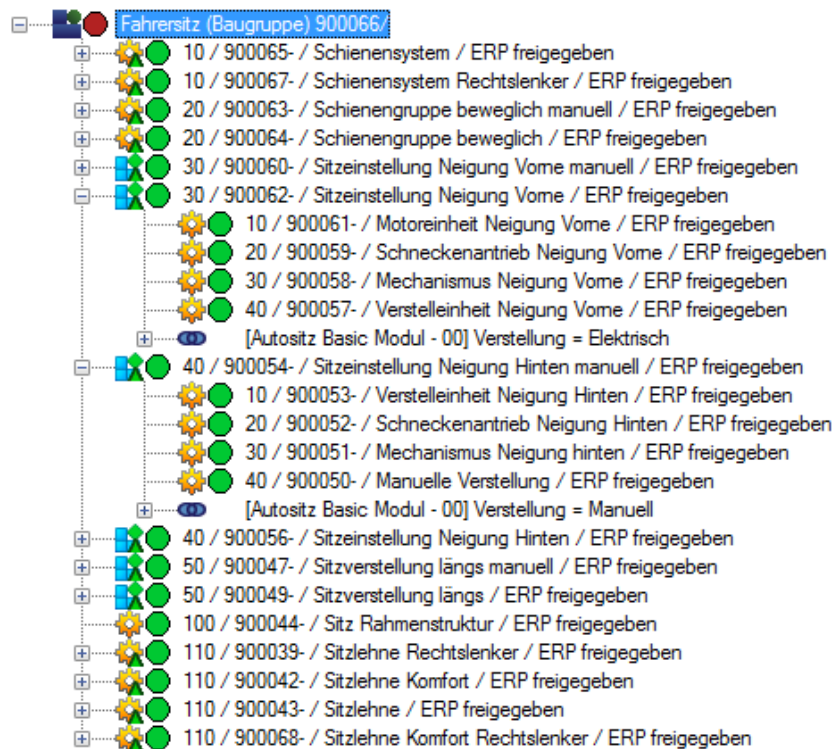 Fahrersitz (Baugruppe) 900066/
10 / 900065- / Schienensystem / ERP freigegeben
10 / 900067- / Schienensystem Rechtslenker / ERP freigegeben
20 / 900063- / Schienengruppe beweglich manuell / ERP freigegeben
20 / 900064- / Schienengruppe beweglich / ERP freigegeben
30 / 900060- / Sitzeinstellung Neigung Vorne manuell / ERP freigegeben
30 / 900062- / Sitzeinstellung Neigung Vorne / ERP freigegeben
10 / 900061- / Motoreinheit Neigung Vorne / ERP freigegeben
20 / 900059- / Schneckenantrieb Neigung Vorne / ERP freigegeben
30 / 900058- / Mechanismus Neigung Vorne / ERP freigegeben
40 / 900057- / Verstelleinheit Neigung Vorne / ERP freigegeben
[Autositz Basic Modul - 00] Verstellung = Elektrisch
40 / 900054- / Sitzeinstellung Neigung Hinten manuell / ERP freigegeben
10 / 900053- / Verstelleinheit Neigung Hinten / ERP freigegeben
20 / 900052- / Schneckenantrieb Neigung Hinten / ERP freigegeben
30 / 900051- / Mechanismus Neigung hinten / ERP freigegeben
40 / 900050- / Manuelle Verstellung / ERP freigegeben
[Autositz Basic Modul - 00] Verstellung = Manuell
40 / 900056- / Sitzeinstellung Neigung Hinten / ERP freigegeben
50 / 900047- / Sitzverstellung längs manuell / ERP freigegeben
50 / 900049- / Sitzverstellung längs / ERP freigegeben
100 / 900044- / Sitz Rahmenstruktur / ERP freigegeben
110 / 900039- / Sitzlehne Rechtslenker / ERP freigegeben
110 / 900042- / Sitzlehne Komfort / ERP freigegeben
110 / 900043- / Sitzlehne / ERP freigegeben
110 / 900068- / Sitzlehne Komfort Rechtslenker / ERP freigegeben